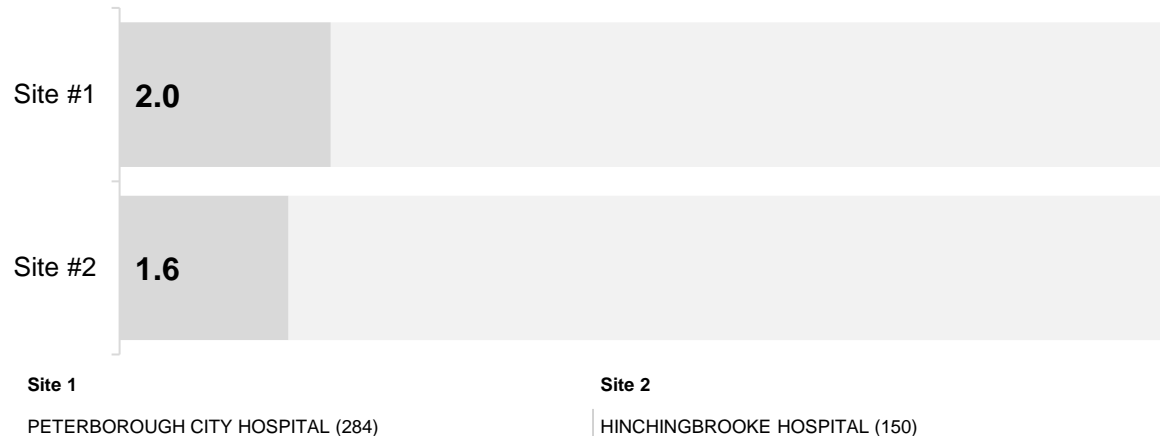 Site #1 2.0
Site #2 1.6
Site 1 Site 2
PETERBOROUGH CITY HOSPITAL (284) HINCHINGBROOKE HOSPITAL (150)